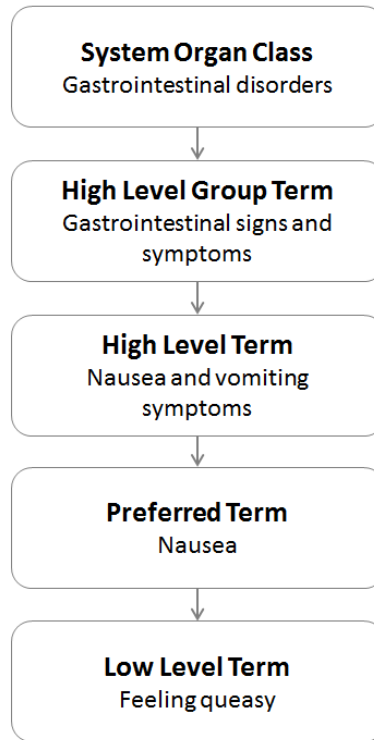 System Organ Class
Gastrointestinal disorders
High Level Group Term
Gastrointestinal signs and
symptoms
High Level Term
Nausea and vomiting
symptoms
Preferred Term
Nausea
Low Level Term
Feeling queasy